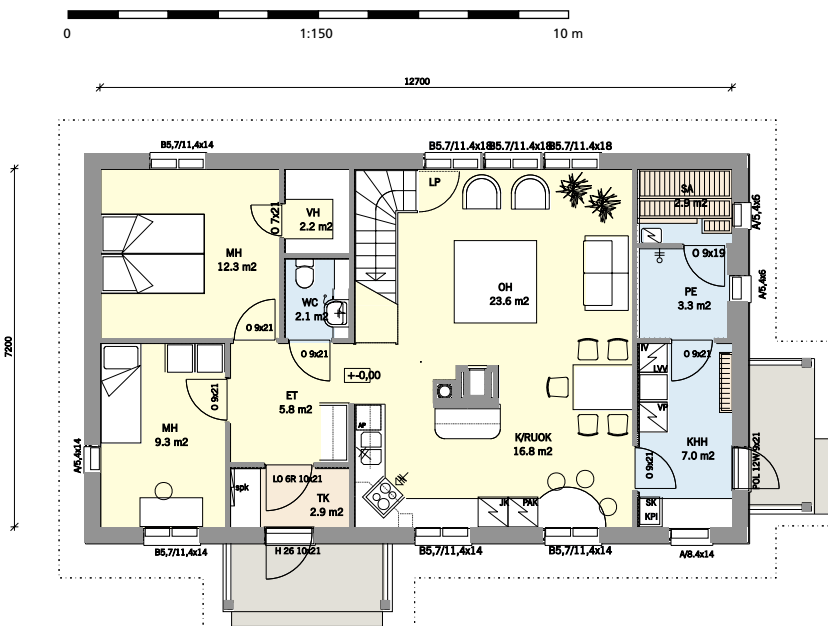 0 1:150 10 m
12700
7200
B5,7/11,4x14
B5.7/11.4x18
B5.7/11.4x18
B5.7/11.4x18
LP
SA
2.9 m2
A/5,4x6
VH
2.2 m2
O 7x21
MH
12.3 m2
O 9x19
OH
23.6 m2
PE
3.3 m2
A/5,4x6
WC
2.1 m2
O 9x21
O 9x21
IV
LVV
O 9x21
+-0,00
ET
5.8 m2
O 9x21
VP
AP
MH
9.3 m2
K/RUOK
16.8 m2
KHH
7.0 m2
A/5,4x14
O 9x21
POL 12W/9x21
LO 6R 10x21
spk
TK
2.9 m2
JK
PAK
SK
KPI
B5,7/11,4x14
H 26 10x21
B5,7/11,4x14
B5,7/11,4x14
A/8.4x14